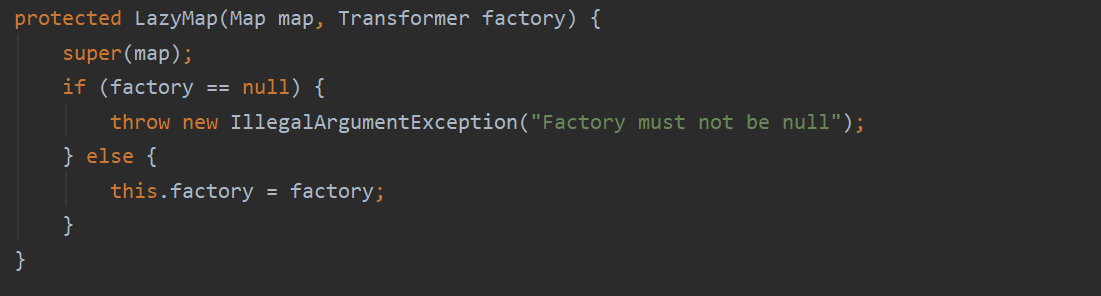 protected LazyMap(Map map, Transformer factory) {
    super(map);
    if (factory == null) {
        throw new IllegalArgumentException("Factory must not be null");
    } else {
        this.factory = factory;
    }
}